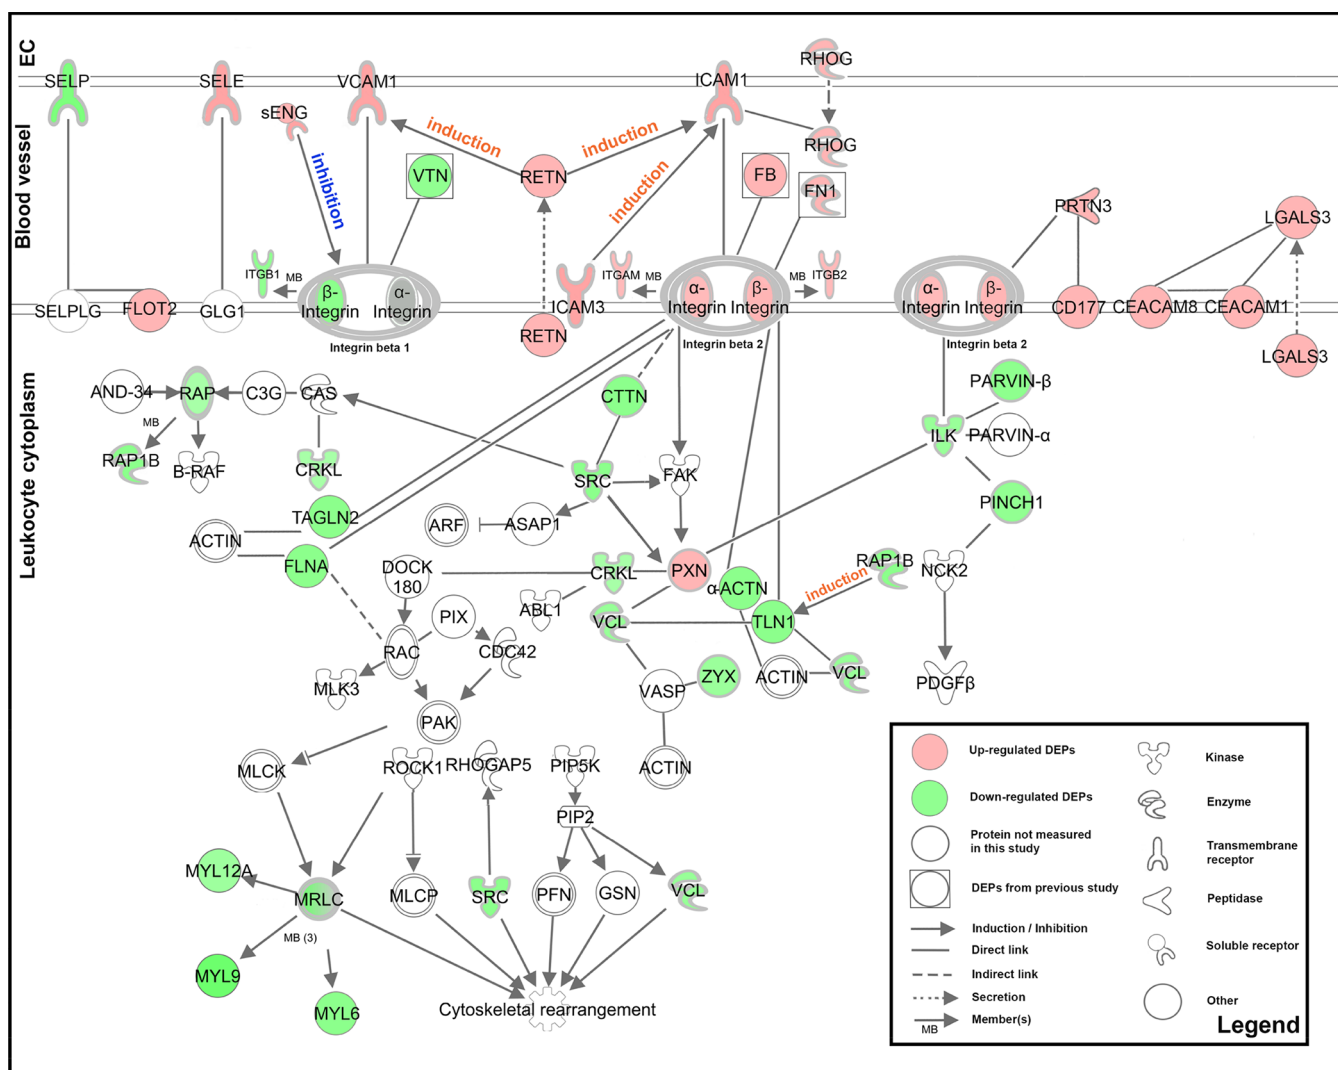 EC
Blood vessel
Leukocyte cytoplasm
SELP
SELE
VCAM1
ICAM1
RHOG
sENG
RHOG
induction
induction
induction
inhibition
VTN
RETN
FB
FN1
PRTN3
LGALS3
ITGB1
MB
β-
Integrin
α-
Integrin
Integrin beta 1
ITGAM
MB
MB
ITGB2
α-
Integrin
β-
Integrin
Integrin beta 2
α-
Integrin
β-
Integrin
Integrin beta 2
SELPLG
FLOT2
GLG1
RETN
ICAM3
CD177
CEACAM8
CEACAM1
LGALS3
AND-34
RAP
C3G
CAS
MB
RAP1B
B-RAF
CRKL
CTTN
PARVIN-β
ILK
PARVIN-α
SRC
FAK
PINCH1
TAGLN2
ACTIN
FLNA
ARF
ASAP1
DOCK
180
CRKL
PXN
α-ACTN
induction
RAP1B
NCK2
ABL1
PIX
RAC
CDC42
VCL
TLN1
MLK3
VASP
ZYX
ACTIN
VCL
PDGFβ
PAK
MLCK
ROCK1
RHOGAP5
PIP5K
ACTIN
PIP2
MYL12A
MRLC
MLCP
SRC
PFN
GSN
VCL
MB (3)
MYL9
MYL6
Cytoskeletal rearrangement
Up-regulated DEPs
Down-regulated DEPs
Protein not measured
in this study
DEPs from previous study
Induction / Inhibition
Direct link
Indirect link
Secretion
Member(s)
MB
Kinase
Enzyme
Transmembrane
receptor
Peptidase
Soluble receptor
Other
Legend